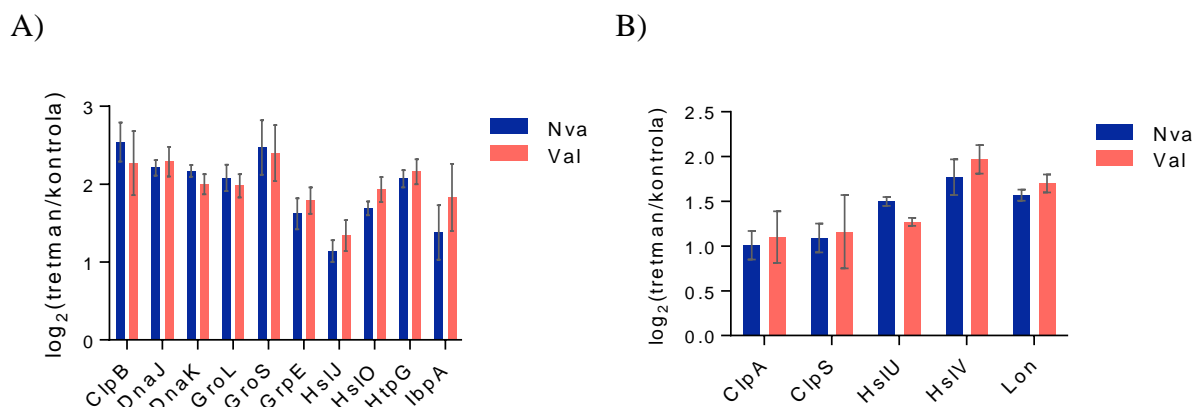 A)
log₂(tretman/kontrola)
3
2
1
0
ClpB
DnaJ
DnaK
GroL
GroS
GrpE
HslJ
HslO
HtpG
IbpA
Nva
Val
B)
log₂(tretman/kontrola)
2.5
2.0
1.5
1.0
0.5
0.0
ClpA
ClpS
HslU
HslV
Lon
Nva
Val